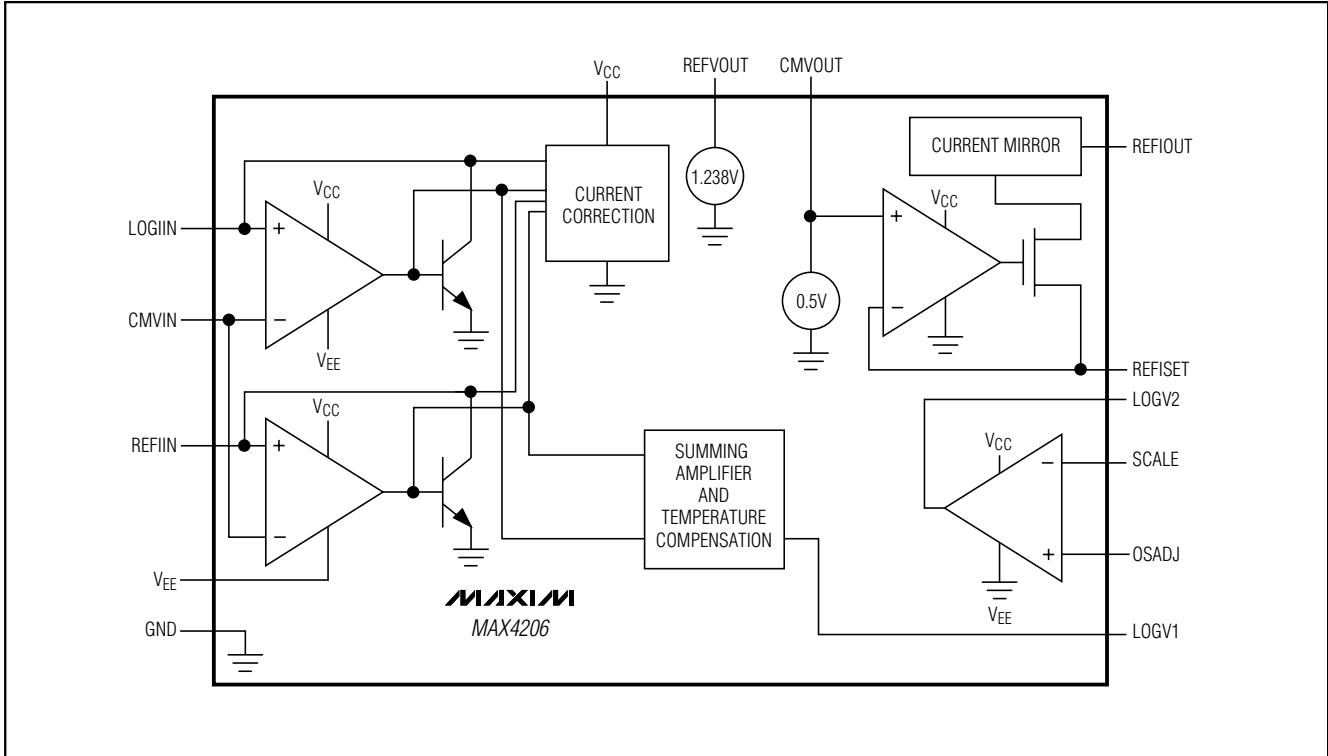 VCC
REFVOUT
CMVOUT
CURRENT MIRROR
REFIOUT
1.238V
CURRENT
CORRECTION
VCC
LOGIIN
+
VCC
+
CMVIN
−
VEE
0.5V
−
REFISET
LOGV2
VCC
REFIIN
+
−
VEE
SUMMING
AMPLIFIER
AND
TEMPERATURE
COMPENSATION
VCC
−
SCALE
+
OSADJ
VEE
LOGV1
GND
MAXIM
MAX4206